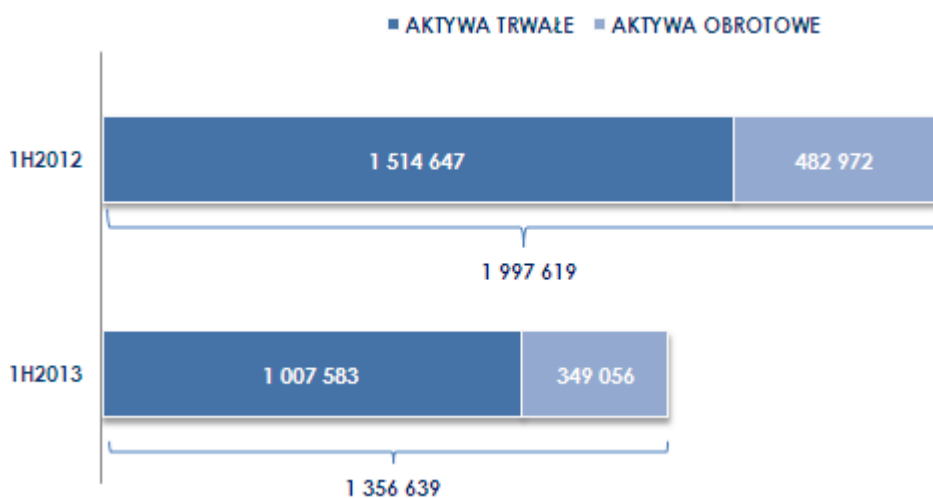 AKTYWA TRWAŁE AKTYWA OBROTOWE
1H2012 1 514 647 482 972
1 997 619
1H2013 1 007 583 349 056
1 356 639